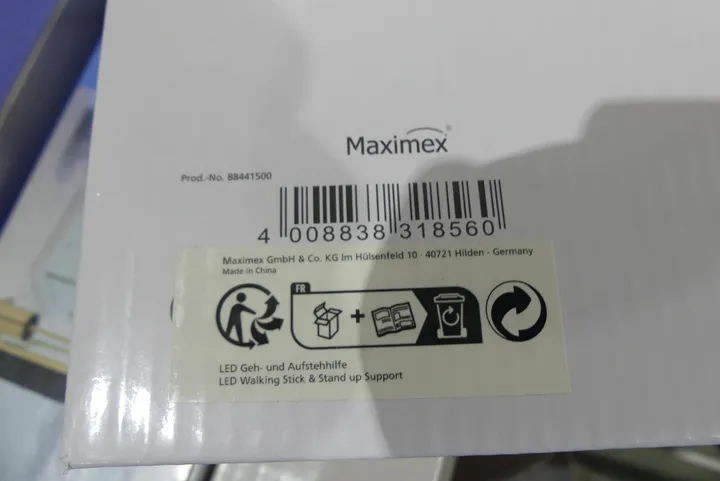 Maximex®
Prod.-No. 88441500
4 008838 318560
Maximex GmbH & Co. KG Im Hülsenfeld 10 · 40721 Hilden - Germany
Made in China
FR
LED Geh- und Aufstehhilfe
LED Walking Stick & Stand up Support